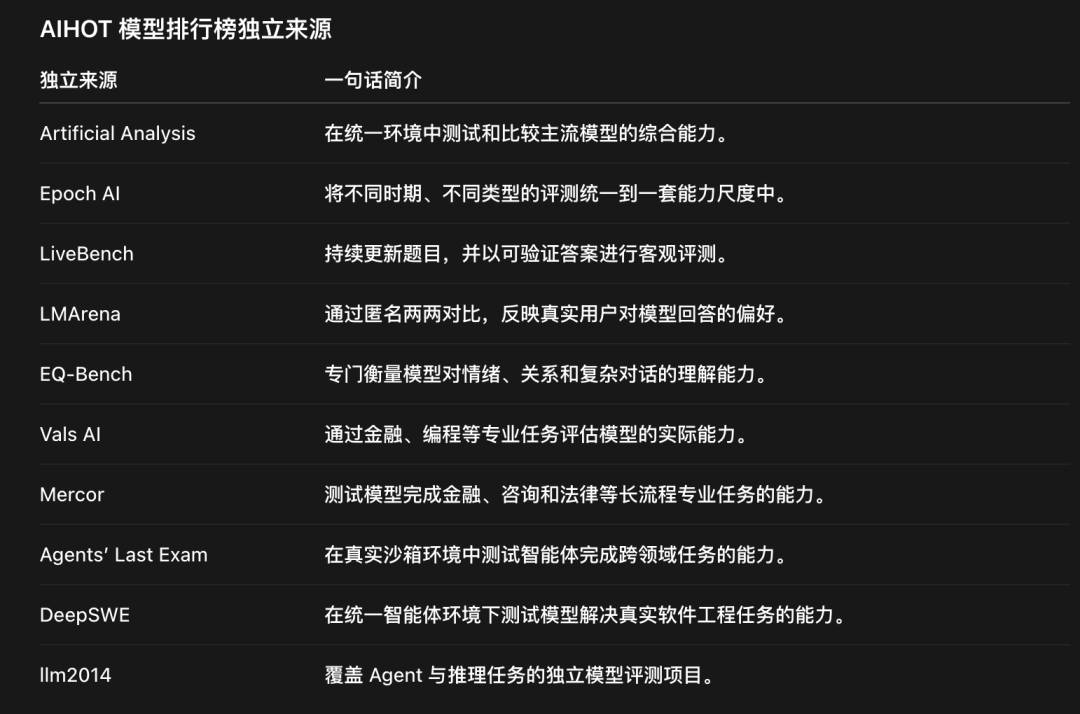 AIHOT 模型排行榜独立来源
独立来源 一句话简介
Artificial Analysis 在统一环境中测试和比较主流模型的综合能力。
Epoch AI 将不同时期、不同类型的评测统一到一套能力尺度中。
LiveBench 持续更新题目，并以可验证答案进行客观评测。
LMArena 通过匿名两两对比，反映真实用户对模型回答的偏好。
EQ-Bench 专门衡量模型对情绪、关系和复杂对话的理解能力。
Vals AI 通过金融、编程等专业任务评估模型的实际能力。
Mercor 测试模型完成金融、咨询和法律等长流程专业任务的能力。
Agents’ Last Exam 在真实沙箱环境中测试智能体完成跨领域任务的能力。
DeepSWE 在统一智能体环境下测试模型解决真实软件工程任务的能力。
llm2014 覆盖 Agent 与推理任务的独立模型评测项目。